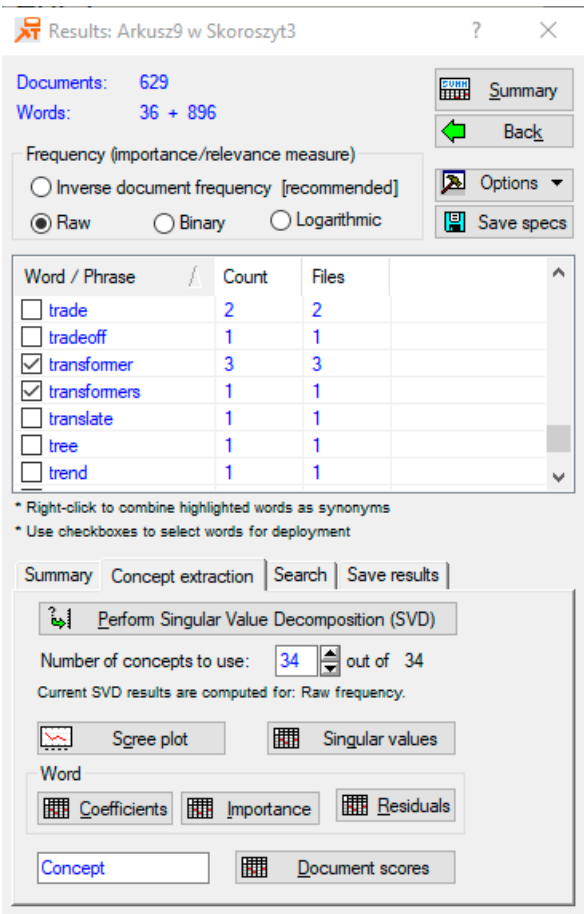 Results: Arkusz9 w Skoroszyt3 ?
Documents: 629
Words: 36 + 896
Summary
Back
Frequency (importance/relevance measure)
Inverse document frequency [recommended]
Raw Binary Logarithmic
Options
Save specs
Word / Phrase Count Files
trade 2 2
tradeoff 1 1
transformer 3 3
transformers 1 1
translate 1 1
tree 1 1
trend 1 1
* Right-click to combine highlighted words as synonyms
* Use checkboxes to select words for deployment
Summary Concept extraction Search Save results
Perform Singular Value Decomposition (SVD)
Number of concepts to use: 34 out of 34
Current SVD results are computed for: Raw frequency.
Scree plot Singular values
Word
Coefficients Importance Residuals
Concept Document scores